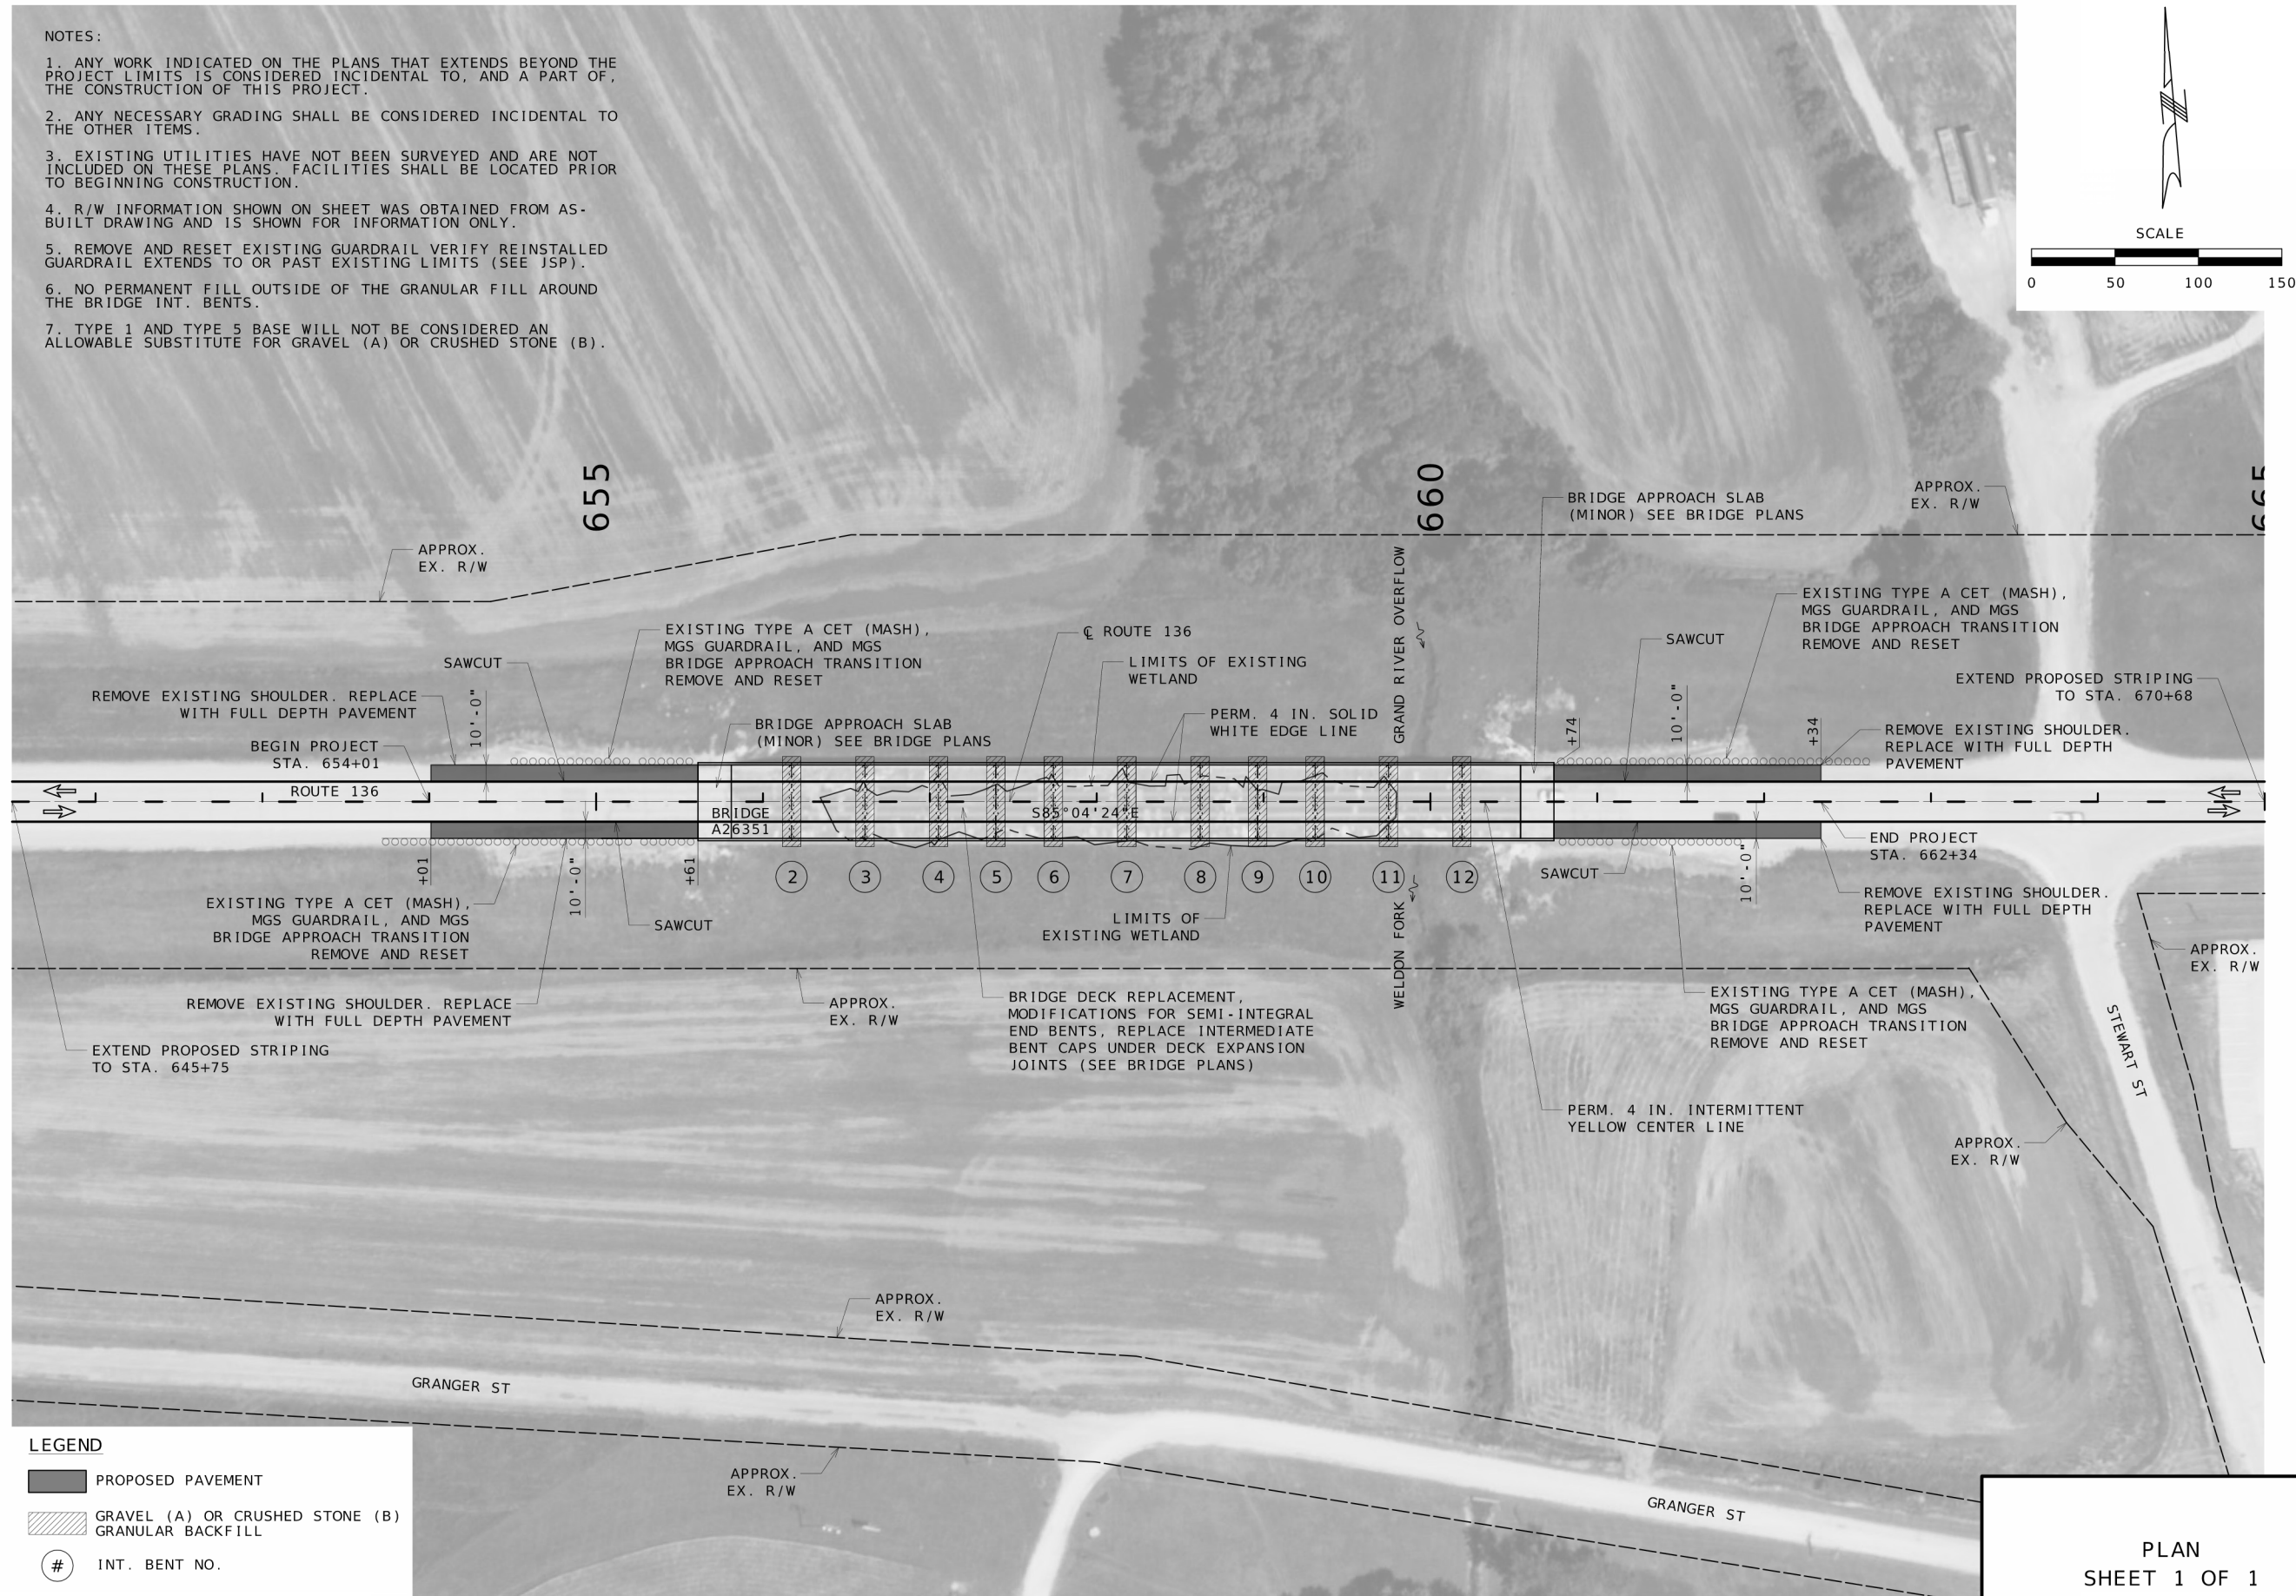 NOTES:
1. ANY WORK INDICATED ON THE PLANS THAT EXTENDS BEYOND THE
PROJECT LIMITS IS CONSIDERED INCIDENTAL TO, AND A PART OF,
THE CONSTRUCTION OF THIS PROJECT.
2. ANY NECESSARY GRADING SHALL BE CONSIDERED INCIDENTAL TO
THE OTHER ITEMS.
3. EXISTING UTILITIES HAVE NOT BEEN SURVEYED AND ARE NOT
INCLUDED ON THESE PLANS. FACILITIES SHALL BE LOCATED PRIOR
TO BEGINNING CONSTRUCTION.
4. R/W INFORMATION SHOWN ON SHEET WAS OBTAINED FROM AS-
BUILT DRAWING AND IS SHOWN FOR INFORMATION ONLY.
5. REMOVE AND RESET EXISTING GUARDRAIL VERIFY REINSTALLED
GUARDRAIL EXTENDS TO OR PAST EXISTING LIMITS (SEE JSP).
6. NO PERMANENT FILL OUTSIDE OF THE GRANULAR FILL AROUND
THE BRIDGE INT. BENTS.
7. TYPE 1 AND TYPE 5 BASE WILL NOT BE CONSIDERED AN
ALLOWABLE SUBSTITUTE FOR GRAVEL (A) OR CRUSHED STONE (B).
SCALE
0 50 100 150
655
660
665
APPROX.
EX. R/W
BRIDGE APPROACH SLAB
(MINOR) SEE BRIDGE PLANS
APPROX.
EX. R/W
GRAND RIVER OVERFLOW
EXISTING TYPE A CET (MASH),
MGS GUARDRAIL, AND MGS
BRIDGE APPROACH TRANSITION
REMOVE AND RESET
SAWCUT
℄ ROUTE 136
LIMITS OF EXISTING
WETLAND
EXISTING TYPE A CET (MASH),
MGS GUARDRAIL, AND MGS
BRIDGE APPROACH TRANSITION
REMOVE AND RESET
SAWCUT
REMOVE EXISTING SHOULDER. REPLACE
WITH FULL DEPTH PAVEMENT
10'-0"
BRIDGE APPROACH SLAB
(MINOR) SEE BRIDGE PLANS
PERM. 4 IN. SOLID
WHITE EDGE LINE
+74
10'-0"
+34
EXTEND PROPOSED STRIPING
TO STA. 670+68
REMOVE EXISTING SHOULDER.
REPLACE WITH FULL DEPTH
PAVEMENT
BEGIN PROJECT
STA. 654+01
ROUTE 136
BRIDGE
A26351
S85°04'24"E
END PROJECT
STA. 662+34
+01
10'-0"
+61
2 3 4 5 6 7 8 9 10 11 12
SAWCUT
10'-0"
REMOVE EXISTING SHOULDER.
REPLACE WITH FULL DEPTH
PAVEMENT
EXISTING TYPE A CET (MASH),
MGS GUARDRAIL, AND MGS
BRIDGE APPROACH TRANSITION
REMOVE AND RESET
SAWCUT
LIMITS OF
EXISTING WETLAND
WELDON FORK
APPROX.
EX. R/W
REMOVE EXISTING SHOULDER. REPLACE
WITH FULL DEPTH PAVEMENT
APPROX.
EX. R/W
BRIDGE DECK REPLACEMENT,
MODIFICATIONS FOR SEMI-INTEGRAL
END BENTS, REPLACE INTERMEDIATE
BENT CAPS UNDER DECK EXPANSION
JOINTS (SEE BRIDGE PLANS)
EXISTING TYPE A CET (MASH),
MGS GUARDRAIL, AND MGS
BRIDGE APPROACH TRANSITION
REMOVE AND RESET
STEWART ST
EXTEND PROPOSED STRIPING
TO STA. 645+75
PERM. 4 IN. INTERMITTENT
YELLOW CENTER LINE
APPROX.
EX. R/W
APPROX.
EX. R/W
GRANGER ST
APPROX.
EX. R/W
GRANGER ST
LEGEND
PROPOSED PAVEMENT
GRAVEL (A) OR CRUSHED STONE (B)
GRANULAR BACKFILL
# INT. BENT NO.
PLAN
SHEET 1 OF 1